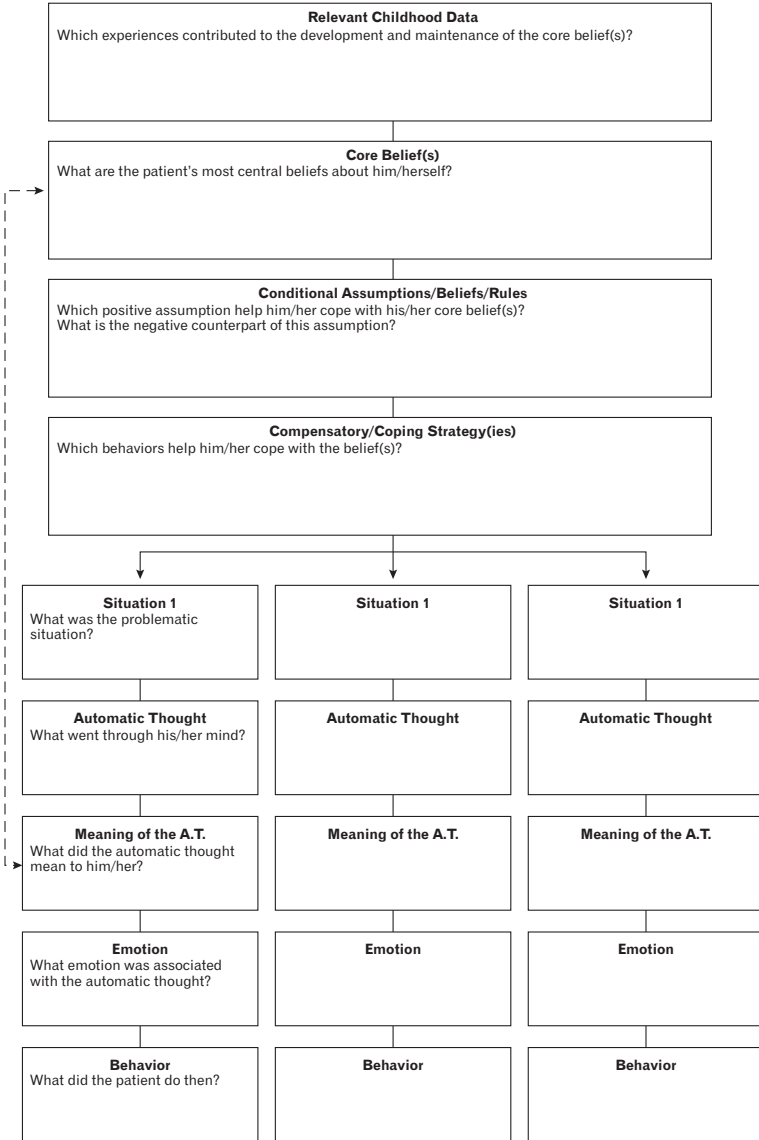 Relevant Childhood Data
Which experiences contributed to the development and maintenance of the core belief(s)?
Core Belief(s)
What are the patient's most central beliefs about him/herself?
Conditional Assumptions/Beliefs/Rules
Which positive assumption help him/her cope with his/her core belief(s)?
What is the negative counterpart of this assumption?
Compensatory/Coping Strategy(ies)
Which behaviors help him/her cope with the belief(s)?
Situation 1
What was the problematic
situation?
Situation 1
Situation 1
Automatic Thought
What went through his/her mind?
Automatic Thought
Automatic Thought
Meaning of the A.T.
What did the automatic thought
mean to him/her?
Meaning of the A.T.
Meaning of the A.T.
Emotion
What emotion was associated
with the automatic thought?
Emotion
Emotion
Behavior
What did the patient do then?
Behavior
Behavior